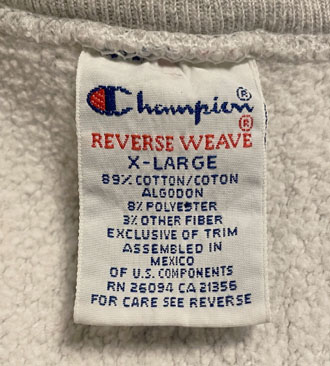 Champion®
REVERSE WEAVE®
X-LARGE
89% COTTON/COTON
ALGODON
8% POLYESTER
3% OTHER FIBER
EXCLUSIVE OF TRIM
ASSEMBLED IN
MEXICO
OF U.S. COMPONENTS
RN 26094 CA 21356
FOR CARE SEE REVERSE